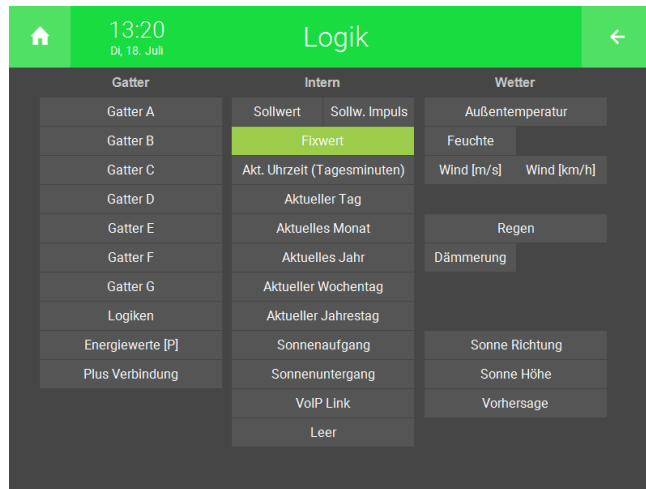 13:20
Di, 18. Juli
Logik
Gatter
Gatter A
Gatter B
Gatter C
Gatter D
Gatter E
Gatter F
Gatter G
Logiken
Energiewerte [P]
Plus Verbindung
Intern
Sollwert Sollw. Impuls
Fixwert
Akt. Uhrzeit (Tagesminuten)
Aktueller Tag
Aktuelles Monat
Aktuelles Jahr
Aktueller Wochentag
Aktueller Jahrestag
Sonnenaufgang
Sonnenuntergang
VoIP Link
Leer
Wetter
Außentemperatur
Feuchte
Wind [m/s] Wind [km/h]
Regen
Dämmerung
Sonne Richtung
Sonne Höhe
Vorhersage